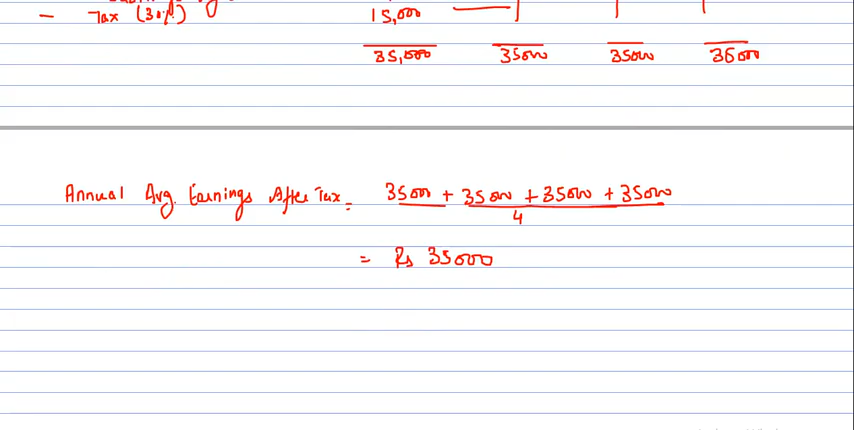 - Tax (30%) 15,000
35,000 35000 35000 35000
Annual Avg. Earnings After Tax = 35000 + 35000 + 35000 + 35000
4
= Rs 35000